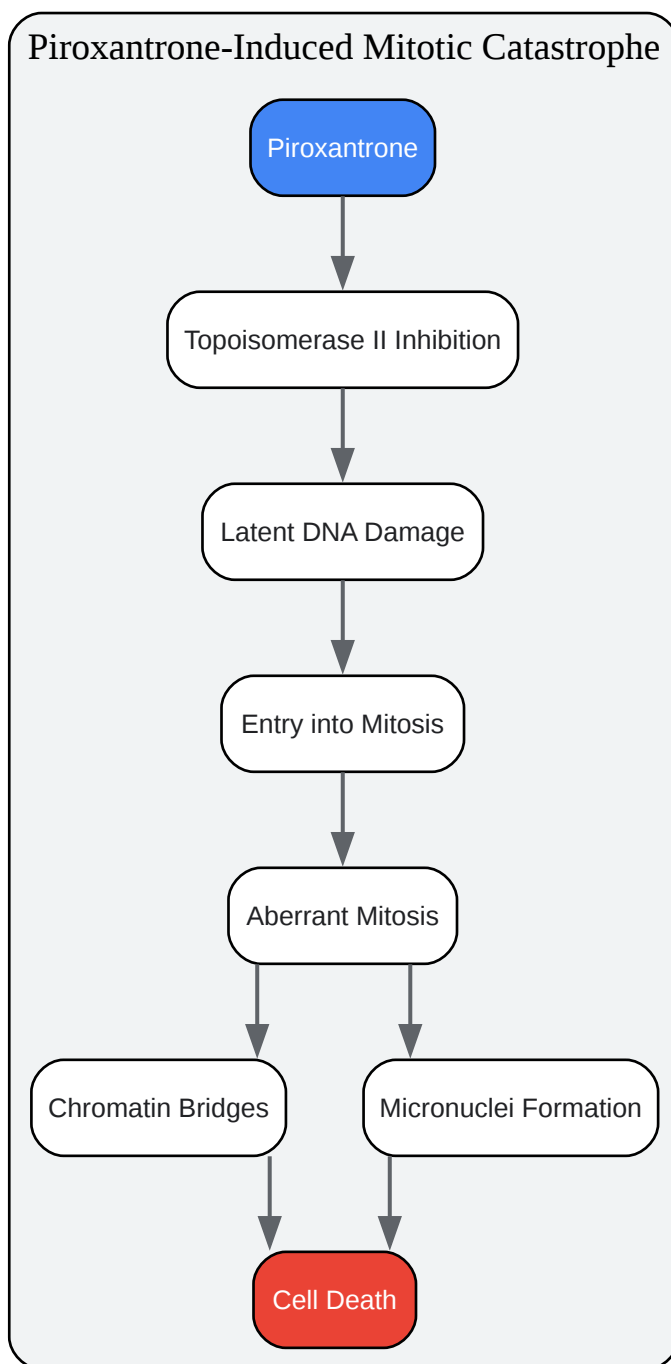 Piroxantrone-Induced Mitotic Catastrophe
Piroxantrone
Topoisomerase II Inhibition
Latent DNA Damage
Entry into Mitosis
Aberrant Mitosis
Chromatin Bridges
Micronuclei Formation
Cell Death